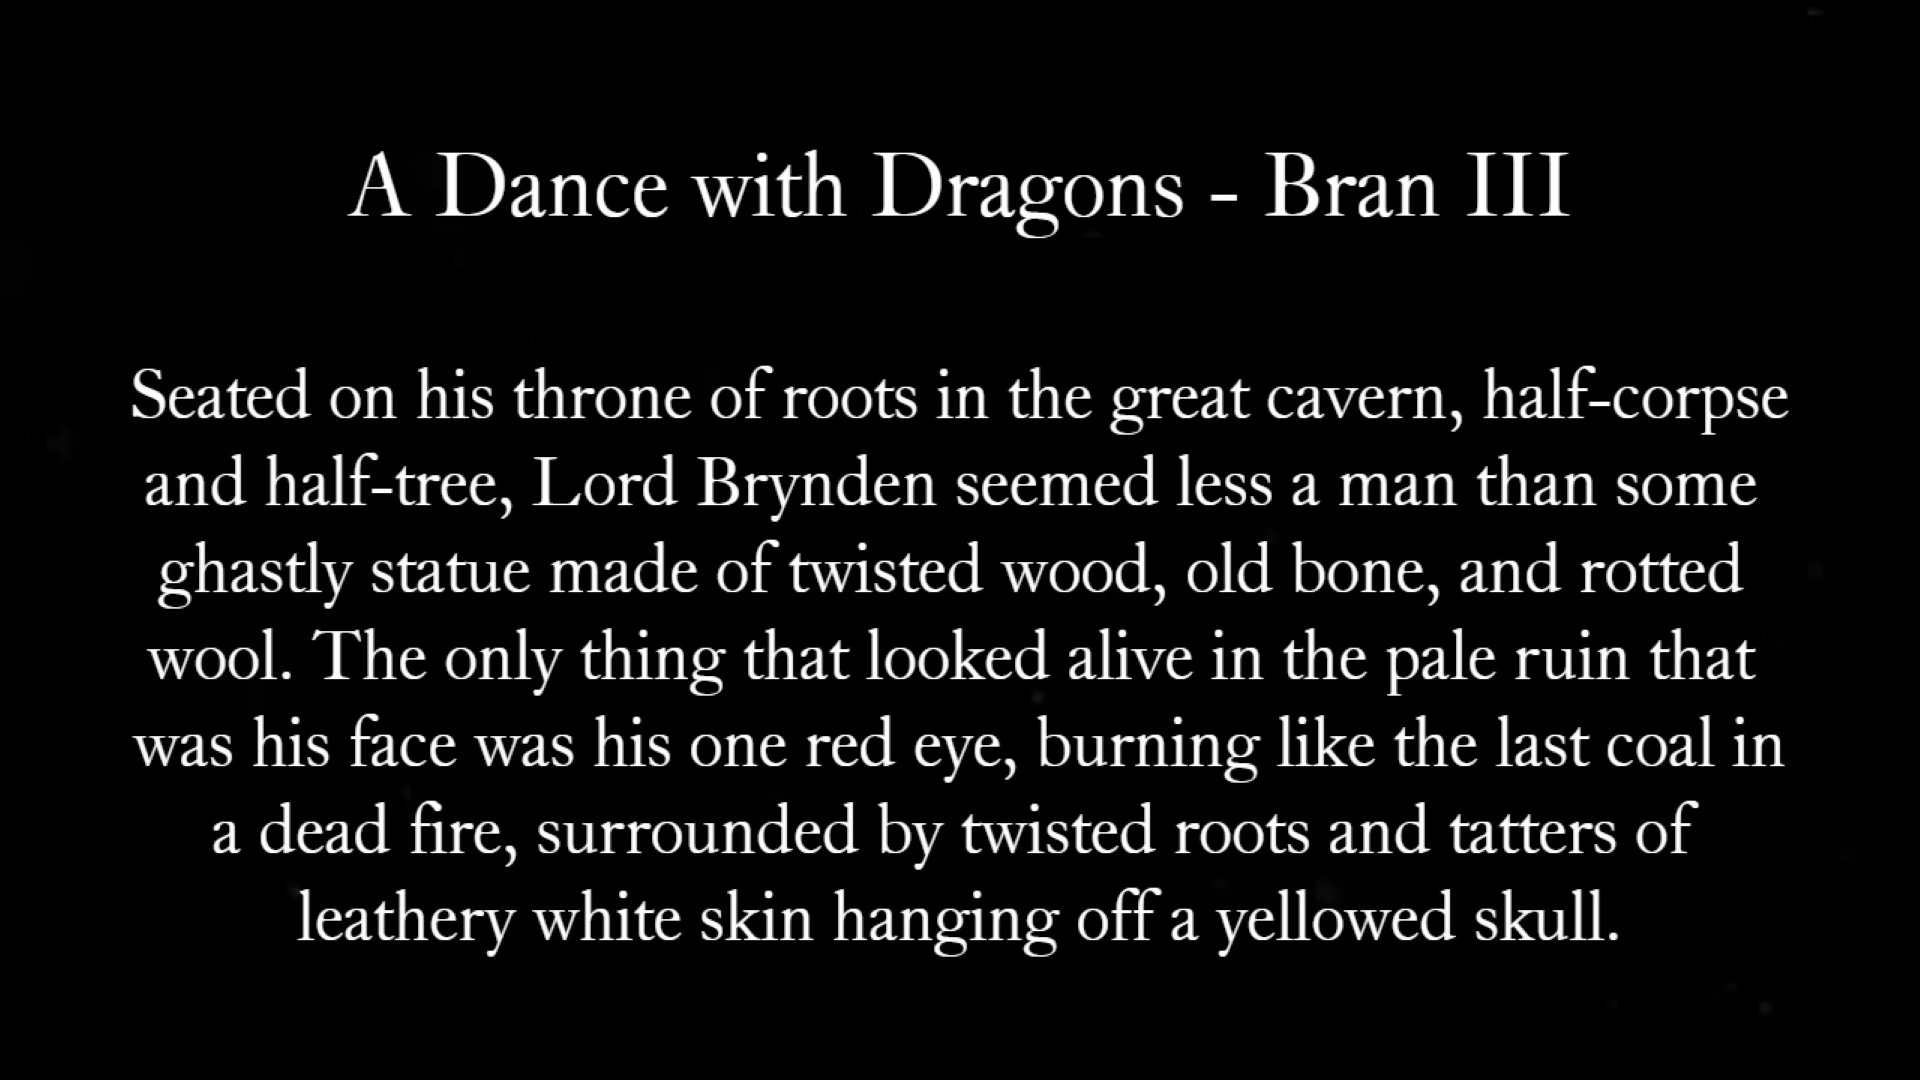 A Dance with Dragons - Bran III
Seated on his throne of roots in the great cavern, half-corpse
and half-tree, Lord Brynden seemed less a man than some
ghastly statue made of twisted wood, old bone, and rotted
wool. The only thing that looked alive in the pale ruin that
was his face was his one red eye, burning like the last coal in
a dead fire, surrounded by twisted roots and tatters of
leathery white skin hanging off a yellowed skull.